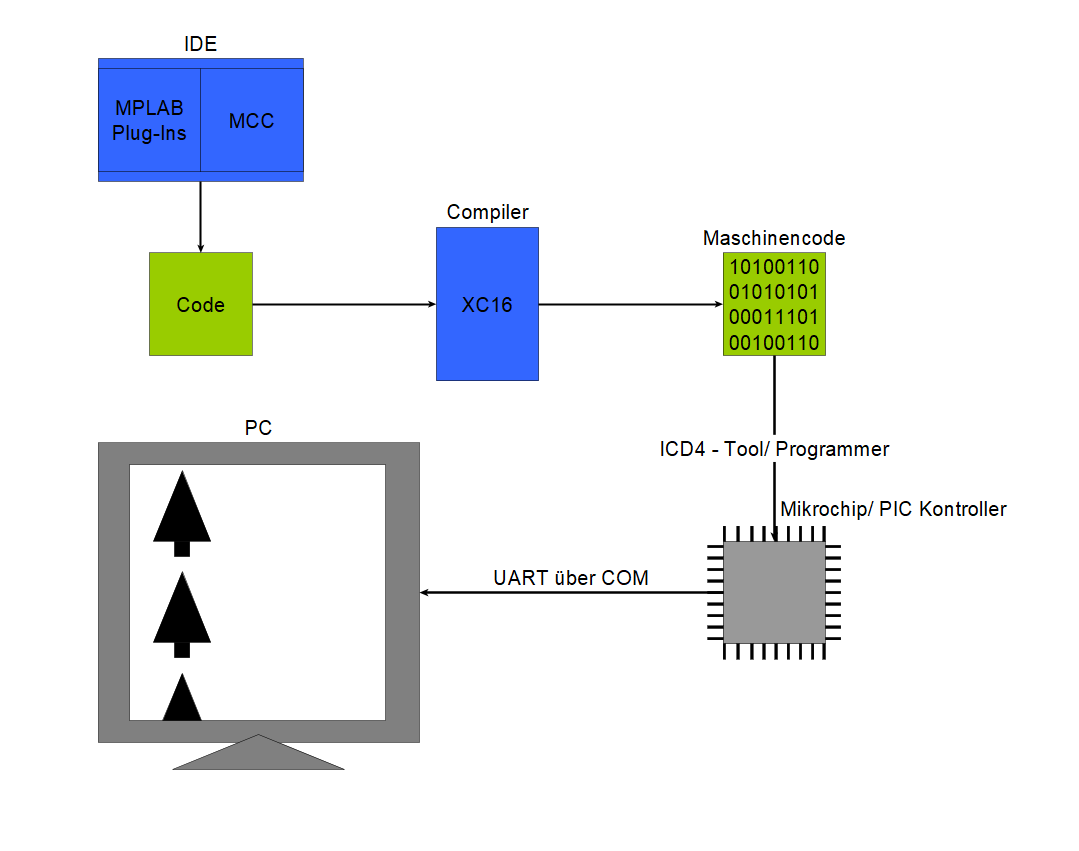 IDE
MPLAB
Plug-Ins
MCC
Compiler
Maschinencode
10100110
01010101
00011101
00100110
Code
XC16
PC
ICD4 - Tool/ Programmer
Mikrochip/ PIC Kontroller
UART über COM